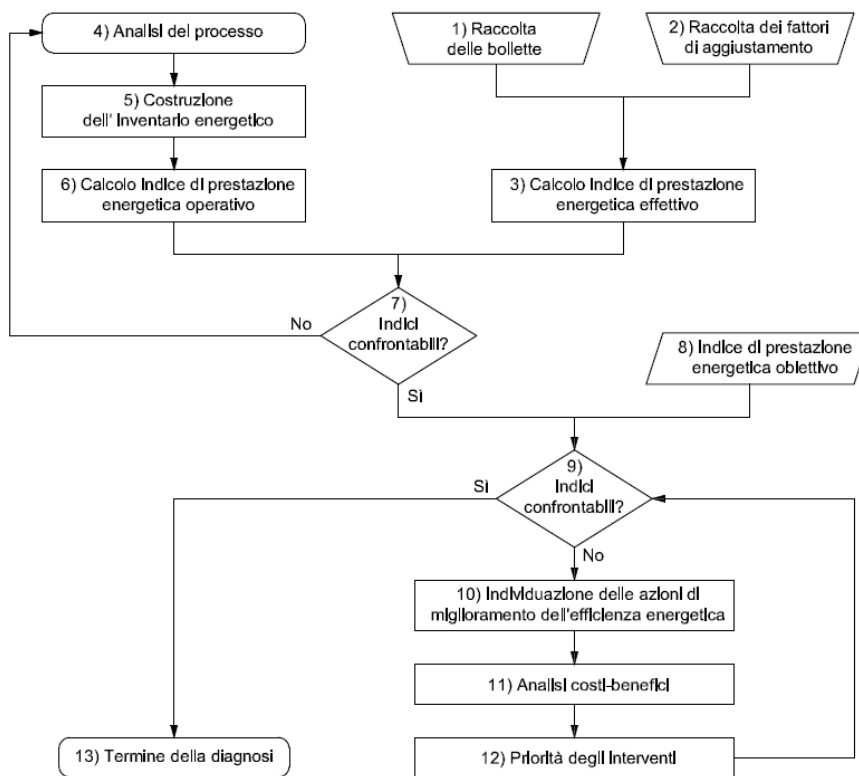 4) Analisi del processo
1) Raccolta
delle bollette
2) Raccolta dei fattori
di aggiustamento
5) Costruzione
dell' inventario energetico
6) Calcolo indice di prestazione
energetica operativo
3) Calcolo indice di prestazione
energetica effettivo
7)
Indici
confrontabili?
No
Sì
8) Indice di prestazione
energetica obiettivo
9)
Indici
confrontabili?
Sì
No
10) Individuazione delle azioni di
miglioramento dell'efficienza energetica
11) Analisi costi-benefici
12) Priorità degli interventi
13) Termine della diagnosi